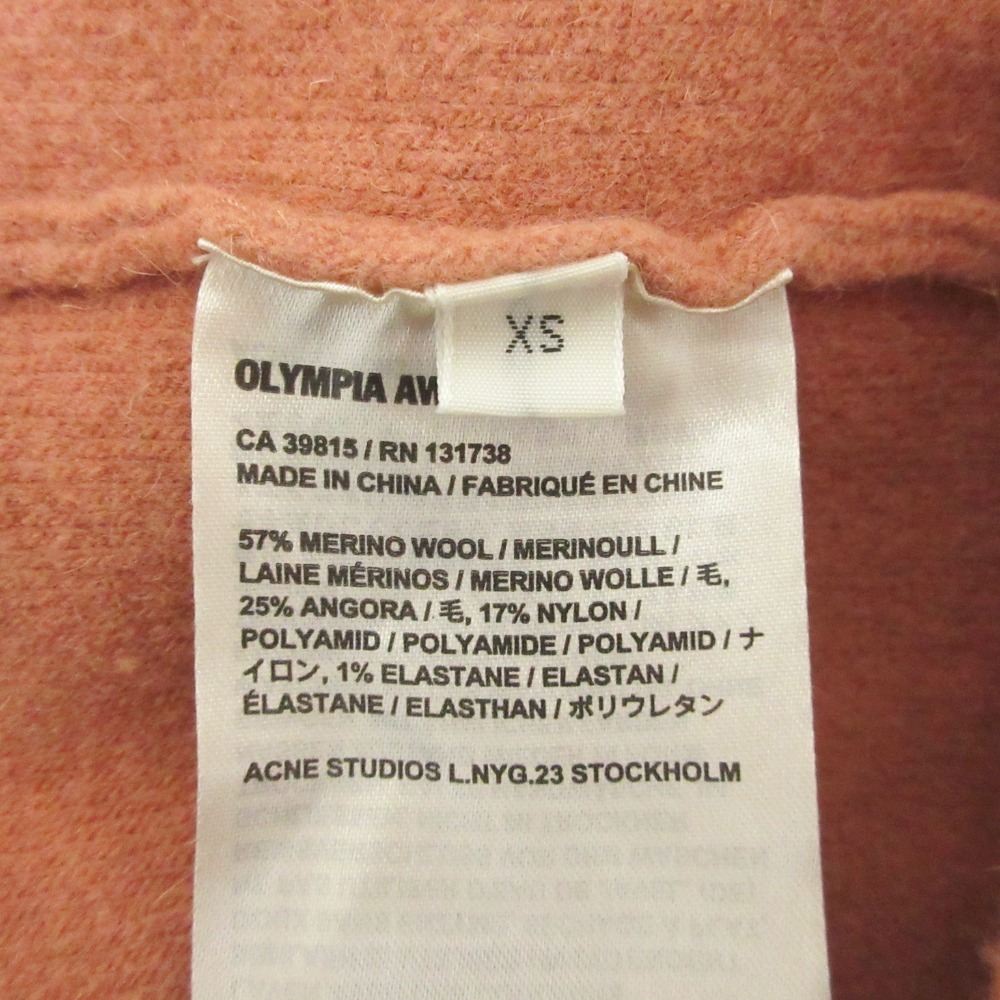 XS
OLYMPIA AW
CA 39815 / RN 131738
MADE IN CHINA / FABRIQUÉ EN CHINE
57% MERINO WOOL / MERINOULL /
LAINE MÉRINOS / MERINO WOLLE / 毛,
25% ANGORA / 毛, 17% NYLON /
POLYAMID / POLYAMIDE / POLYAMID / ナ
イロン, 1% ELASTANE / ELASTAN /
ÉLASTANE / ELASTHAN / ポリウレタン
ACNE STUDIOS L.NYG.23 STOCKHOLM